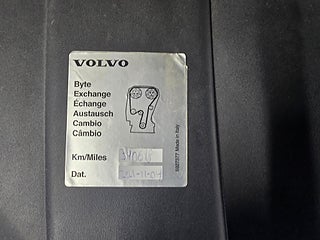 VOLVO
Byte
Exchange
Échange
Austausch
Cambio
Câmbio
Km/Miles
Dat.
Made in Italy